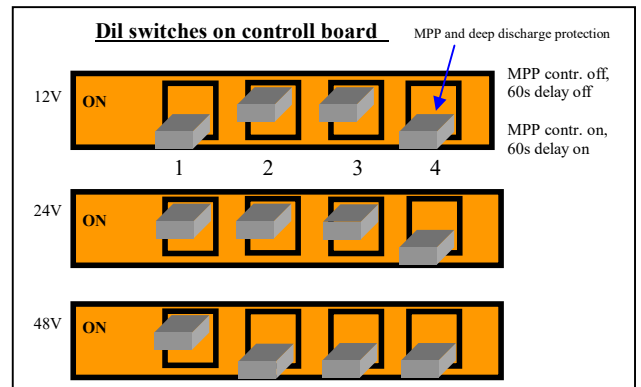 Dil switches on controll board
MPP and deep discharge protection
12V
ON
MPP contr. off,
60s delay off
MPP contr. on,
60s delay on
1 2 3 4
24V
ON
48V
ON